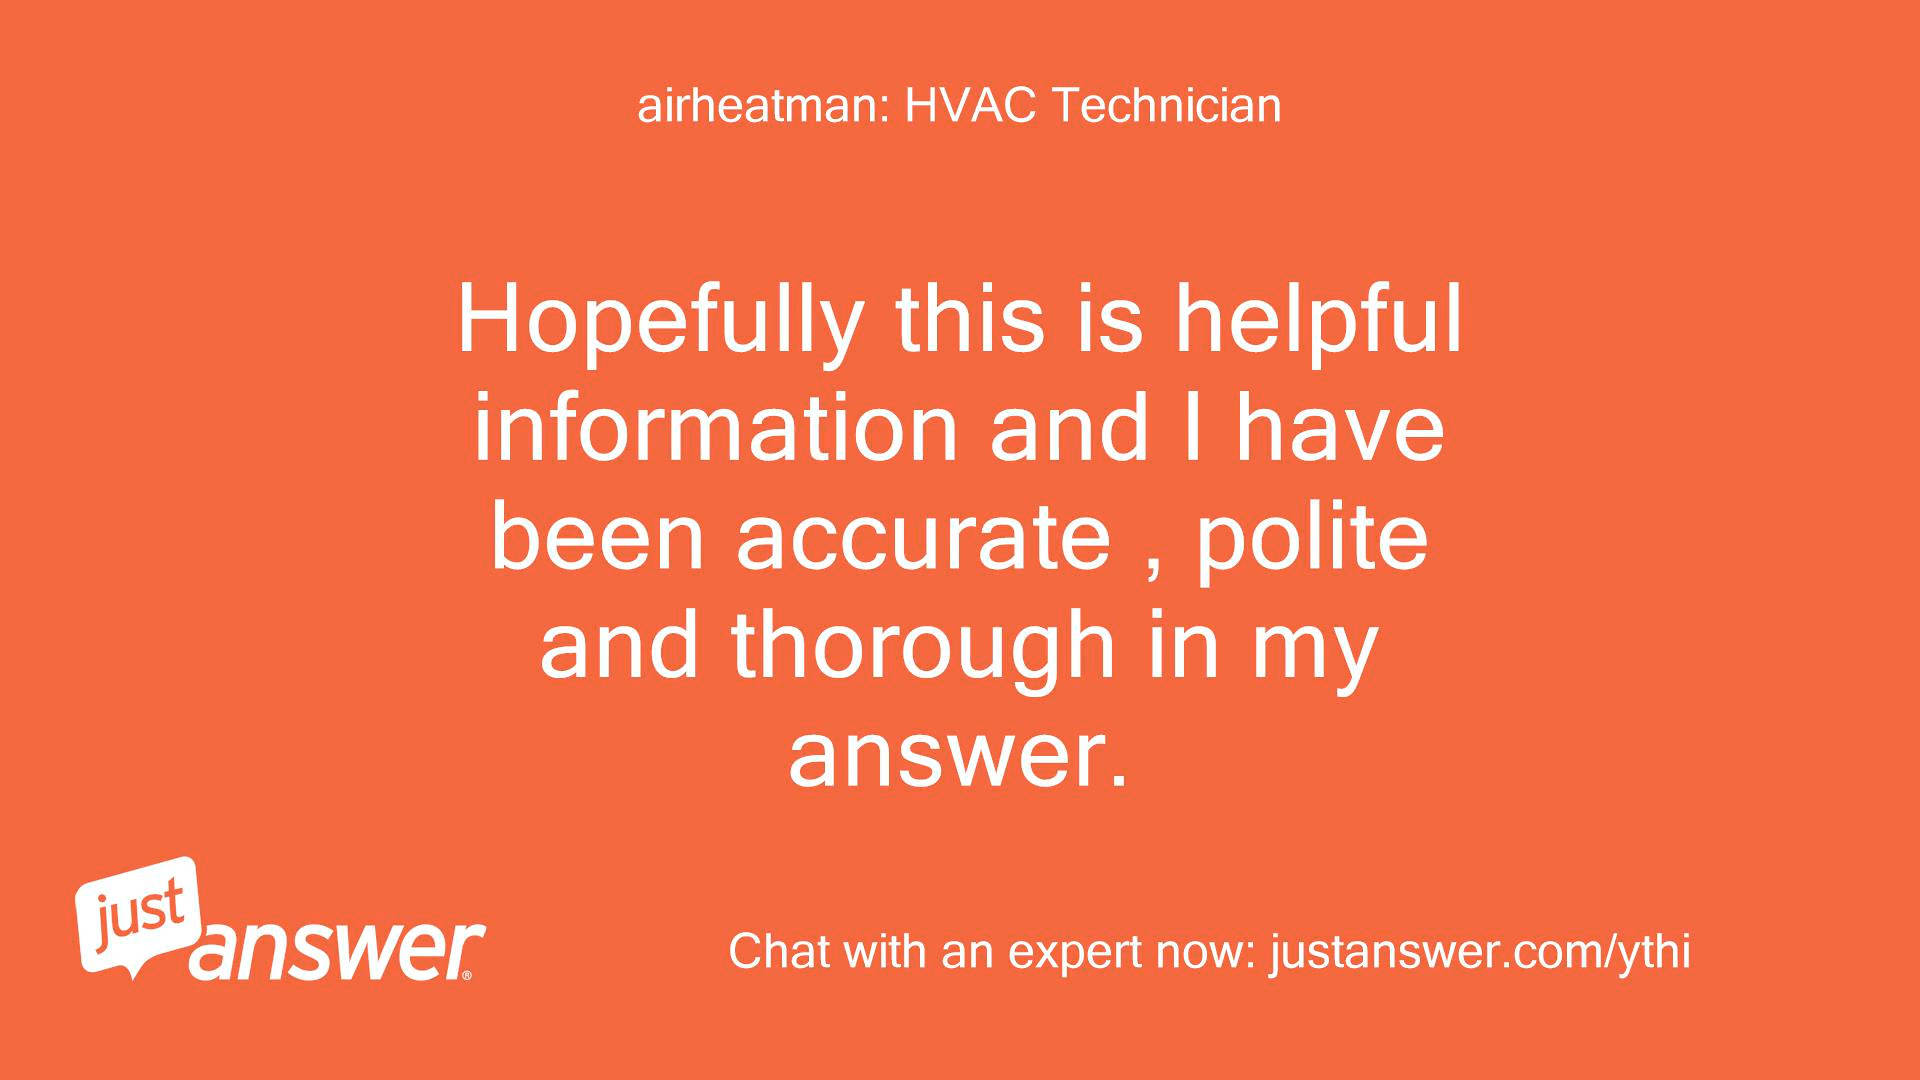 airheatman: HVAC Technician
Hopefully this is helpful
information and I have
been accurate , polite
and thorough in my
answer.
just
answer®
Chat with an expert now: justanswer.com/ythi